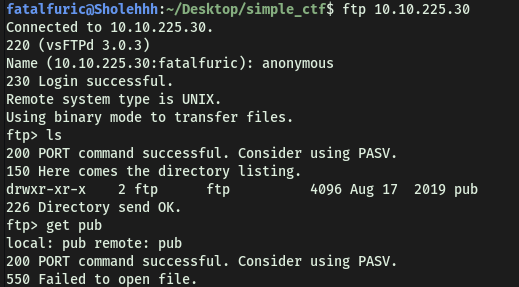 fatalfuric@Sholehhh:~/Desktop/simple_ctf$ ftp 10.10.225.30
Connected to 10.10.225.30.
220 (vsFTPd 3.0.3)
Name (10.10.225.30:fatalfuric): anonymous
230 Login successful.
Remote system type is UNIX.
Using binary mode to transfer files.
ftp> ls
200 PORT command successful. Consider using PASV.
150 Here comes the directory listing.
drwxr-xr-x    2 ftp      ftp          4096 Aug 17  2019 pub
226 Directory send OK.
ftp> get pub
local: pub remote: pub
200 PORT command successful. Consider using PASV.
550 Failed to open file.